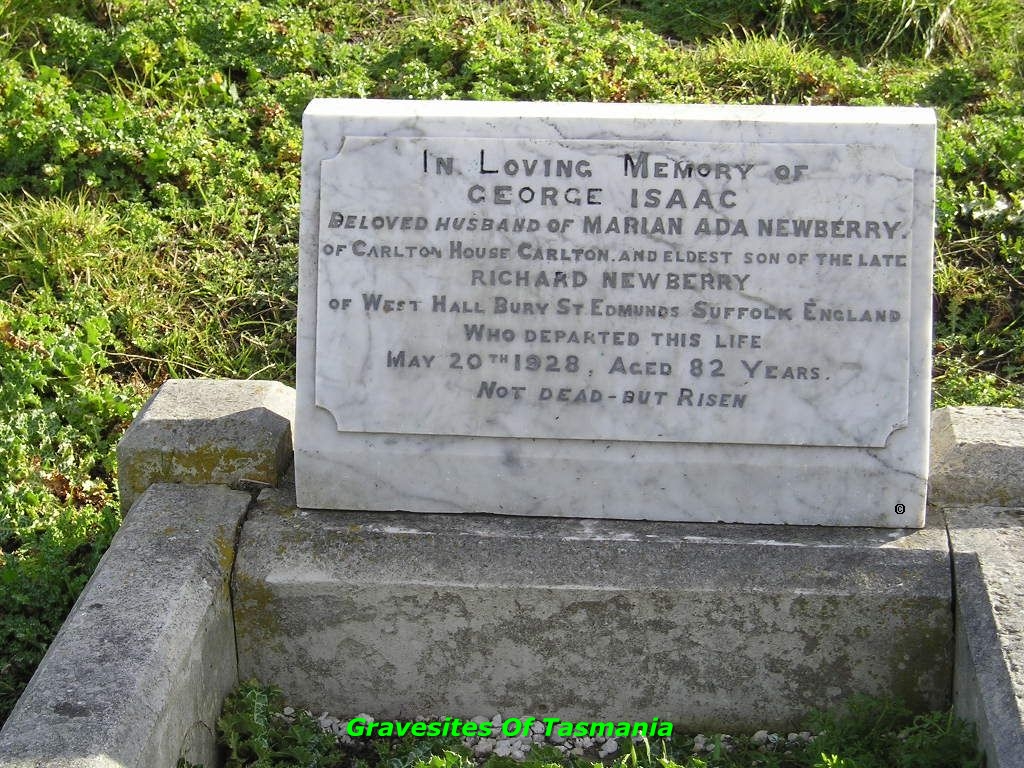 In Loving Memory of
GEORGE ISAAC
BELOVED HUSBAND OF MARIAN ADA NEWBERRY.
OF CARLTON HOUSE CARLTON. AND ELDEST SON OF THE LATE
RICHARD NEWBERRY
OF WEST HALL BURY ST EDMUNDS SUFFOLK ENGLAND
WHO DEPARTED THIS LIFE
MAY 20TH 1928, AGED 82 YEARS.
NOT DEAD - BUT RISEN
©
Gravesites Of Tasmania